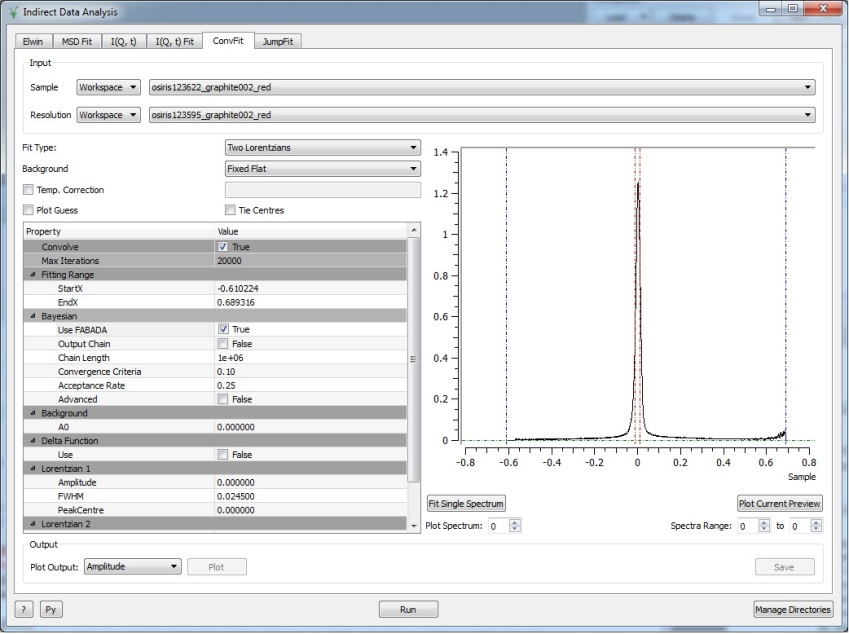 Indirect Data Analysis
Elwin MSD Fit I(Q, t) I(Q, t) Fit ConvFit JumpFit
Input
Sample Workspace osiris123622_graphite002_red
Resolution Workspace osiris123595_graphite002_red
Fit Type: Two Lorentzians
Background Fixed Flat
Temp. Correction
Plot Guess Tie Centres
Property Value
Convolve True
Max Iterations 20000
Fitting Range
StartX -0.610224
EndX 0.689316
Bayesian
Use FABADA True
Output Chain False
Chain Length 1e+06
Convergence Criteria 0.10
Acceptance Rate 0.25
Advanced False
Background
A0 0.000000
Delta Function
Use False
Lorentzian 1
Amplitude 0.000000
FWHM 0.024500
PeakCentre 0.000000
Lorentzian 2
1.4
1.2
1
0.8
0.6
0.4
0.2
0
-0.8 -0.6 -0.4 -0.2 0 0.2 0.4 0.6 0.8
Sample
Fit Single Spectrum Plot Current Preview
Plot Spectrum: 0 Spectra Range: 0 to 0
Output
Plot Output: Amplitude Plot Save
? Py Run Manage Directories